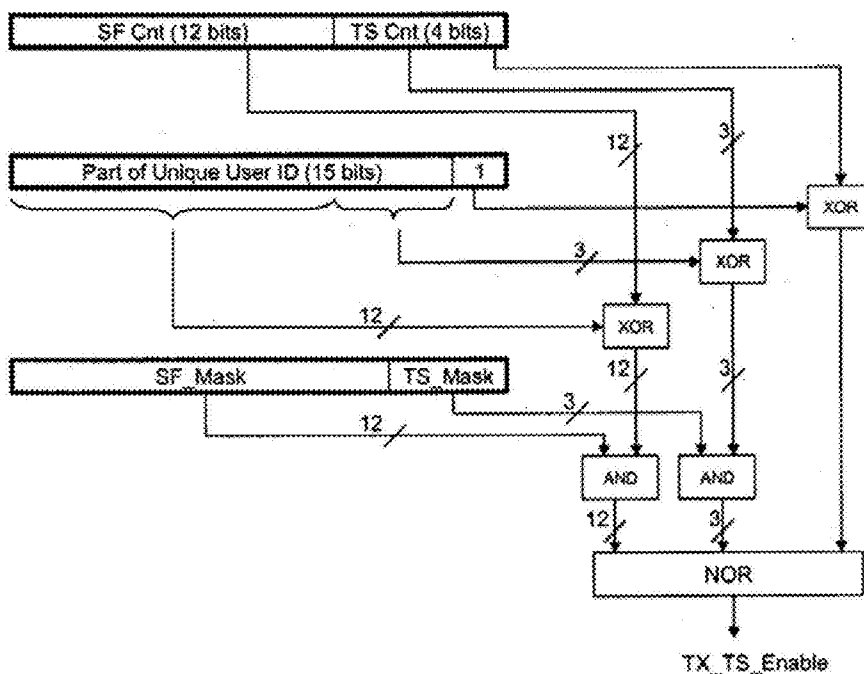 SF Cnt (12 bits) TS Cnt (4 bits)
12 3
Part of Unique User ID (15 bits) 1
XOR
3 XOR
12 XOR
SF_Mask TS_Mask 12 3
12 3
AND AND
12 3
NOR
TX_TS_Enable